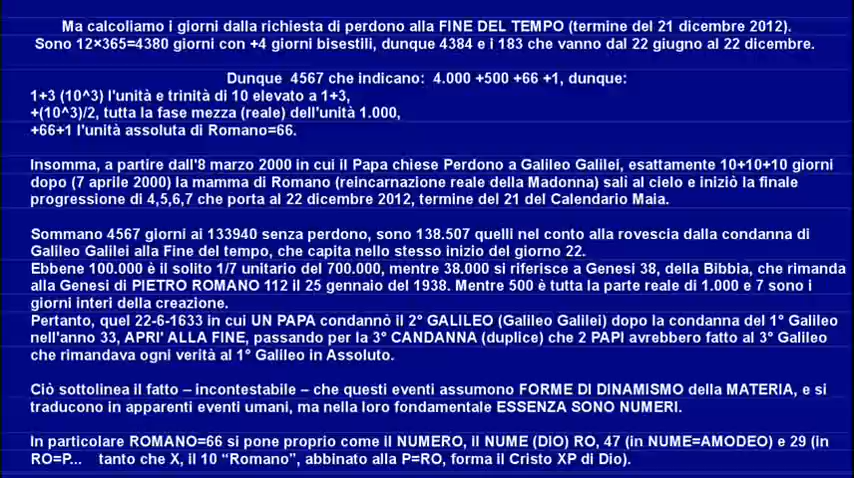 Ma calcoliamo i giorni dalla richiesta di perdono alla FINE DEL TEMPO (termine del 21 dicembre 2012).
Sono 12×365=4380 giorni con +4 giorni bisestili, dunque 4384 e i 183 che vanno dal 22 giugno al 22 dicembre.
Dunque 4567 che indicano: 4.000 +500 +66 +1, dunque:
1+3 (10^3) l'unità e trinità di 10 elevato a 1+3,
+(10^3)/2, tutta la fase mezza (reale) dell'unità 1.000,
+66+1 l'unità assoluta di Romano=66.
Insomma, a partire dall'8 marzo 2000 in cui il Papa chiese Perdono a Galileo Galilei, esattamente 10+10+10 giorni
dopo (7 aprile 2000) la mamma di Romano (reincarnazione reale della Madonna) salì al cielo e iniziò la finale
progressione di 4,5,6,7 che porta al 22 dicembre 2012, termine del 21 del Calendario Maia.
Sommano 4567 giorni ai 133940 senza perdono, sono 138.507 quelli nel conto alla rovescia dalla condanna di
Galileo Galilei alla Fine del tempo, che capita nello stesso inizio del giorno 22.
Ebbene 100.000 è il solito 1/7 unitario del 700.000, mentre 38.000 si riferisce a Genesi 38, della Bibbia, che rimanda
alla Genesi di PIETRO ROMANO 112 il 25 gennaio del 1938. Mentre 500 è tutta la parte reale di 1.000 e 7 sono i
giorni interi della creazione.
Pertanto, quel 22-6-1633 in cui UN PAPA condannò il 2° GALILEO (Galileo Galilei) dopo la condanna del 1° Galileo
nell'anno 33, APRI' ALLA FINE, passando per la 3° CANDANNA (duplice) che 2 PAPI avrebbero fatto al 3° Galileo
che rimandava ogni verità al 1° Galileo in Assoluto.
Ciò sottolinea il fatto – incontestabile – che questi eventi assumono FORME DI DINAMISMO della MATERIA, e si
traducono in apparenti eventi umani, ma nella loro fondamentale ESSENZA SONO NUMERI.
In particolare ROMANO=66 si pone proprio come il NUMERO, il NUME (DIO) RO, 47 (in NUME=AMODEO) e 29 (in
RO=P... tanto che X, il 10 “Romano”, abbinato alla P=RO, forma il Cristo XP di Dio).